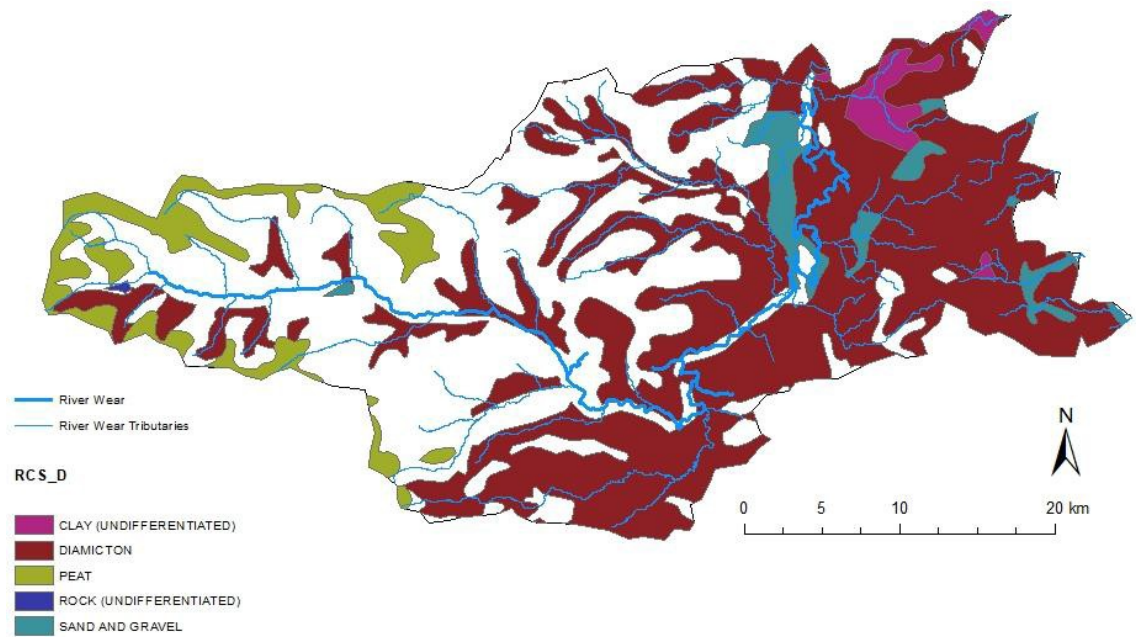 River Wear
River Wear Tributaries
RCS_D
CLAY (UNDIFFERENTIATED)
DIAMICTON
PEAT
ROCK (UNDIFFERENTIATED)
SAND AND GRAVEL
N
0 5 10 20 km